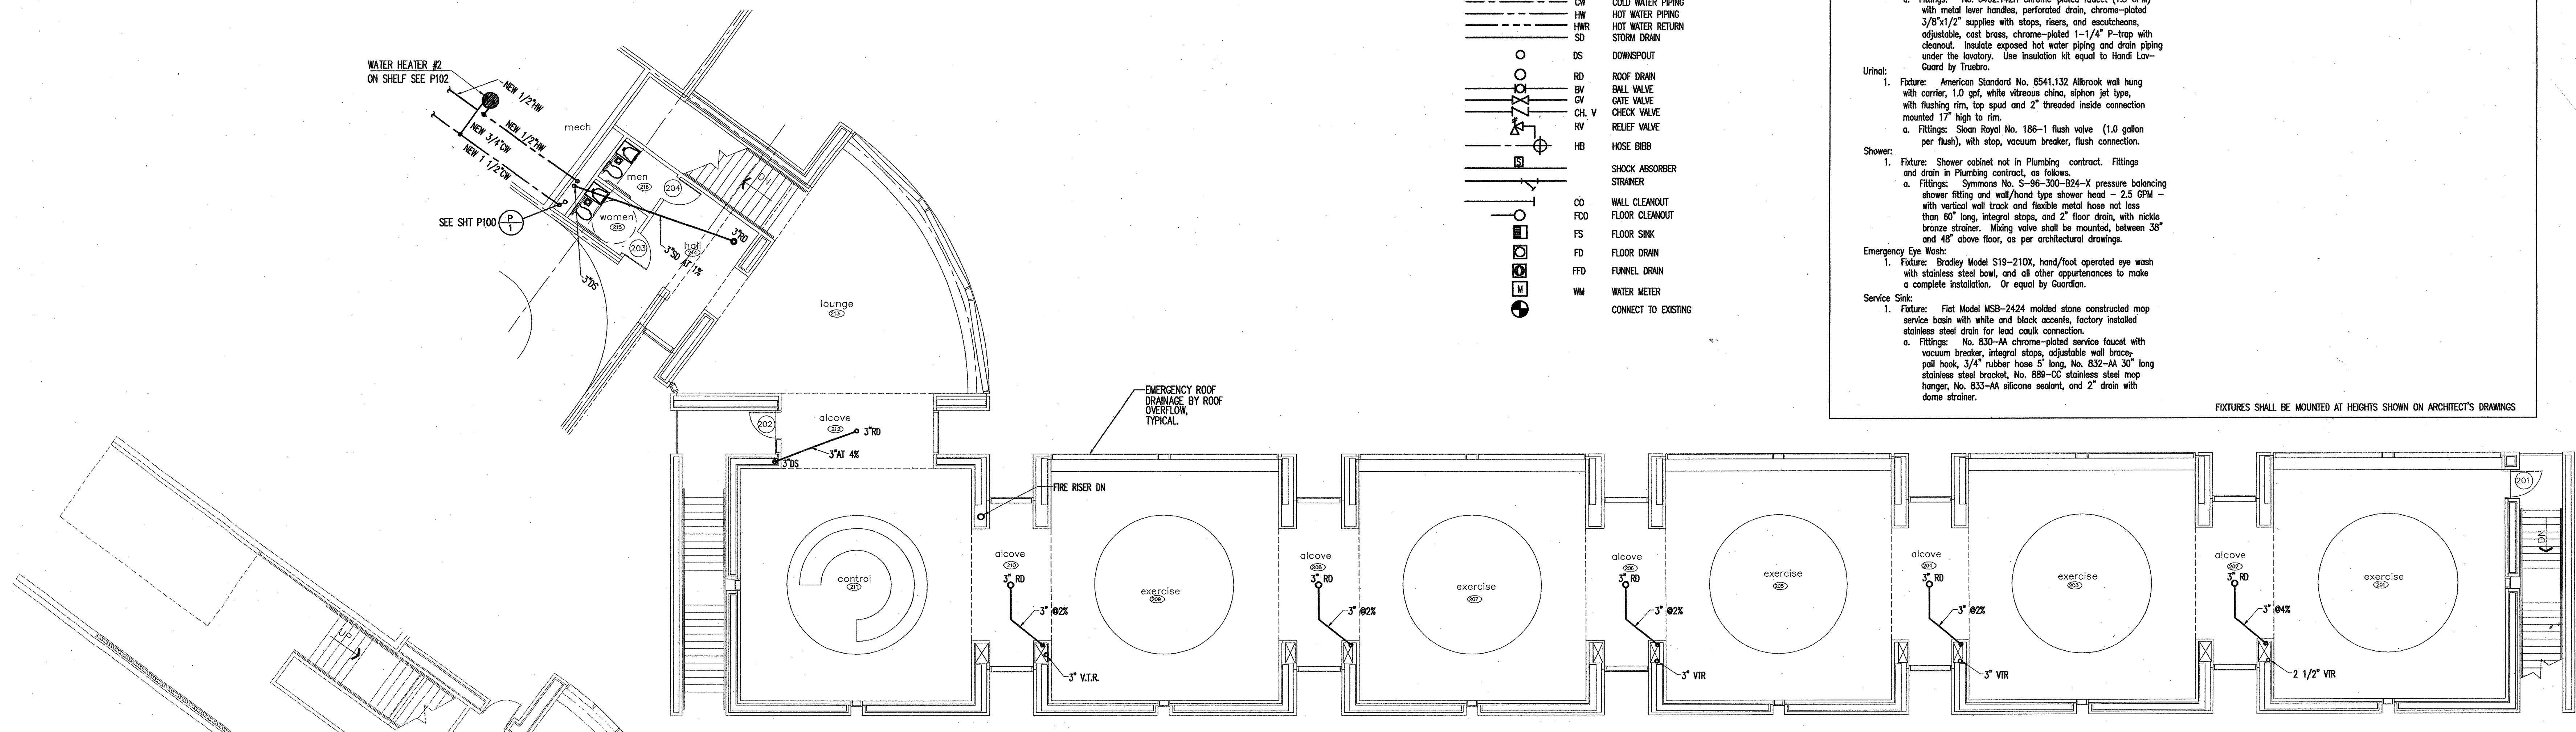 WATER HEATER #2
ON SHELF SEE P102
NEW 1/2"HW
NEW 1/2"HW
NEW 3/4"CW
NEW 1 1/2"CW
mech
men
216
204
women
215
203
hall
214
DN
3"RD
3"SD AT 1%
3"DS
SEE SHT P100
P
1
lounge
213
CW COLD WATER PIPING
HW HOT WATER PIPING
HWR HOT WATER RETURN
SD STORM DRAIN
DS DOWNSPOUT
RD ROOF DRAIN
BV BALL VALVE
GV GATE VALVE
CH. V CHECK VALVE
RV RELIEF VALVE
HB HOSE BIBB
S
SHOCK ABSORBER
STRAINER
CO WALL CLEANOUT
FCO FLOOR CLEANOUT
FS FLOOR SINK
FD FLOOR DRAIN
FFD FUNNEL DRAIN
M WM WATER METER
CONNECT TO EXISTING
with metal lever handles, perforated drain, chrome-plated
3/8"x1/2" supplies with stops, risers, and escutcheons,
adjustable, cast brass, chrome-plated 1-1/4" P-trap with
cleanout. Insulate exposed hot water piping and drain piping
under the lavatory. Use insulation kit equal to Handi Lav-
Guard by Truebro.
Urinal:
1. Fixture: American Standard No. 6541.132 Allbrook wall hung
with carrier, 1.0 gpf, white vitreous china, siphon jet type,
with flushing rim, top spud and 2" threaded inside connection
mounted 17" high to rim.
a. Fittings: Sloan Royal No. 186-1 flush valve (1.0 gallon
per flush), with stop, vacuum breaker, flush connection.
Shower:
1. Fixture: Shower cabinet not in Plumbing contract. Fittings
and drain in Plumbing contract, as follows.
a. Fittings: Symmons No. S-96-300-B24-X pressure balancing
shower fitting and wall/hand type shower head - 2.5 GPM -
with vertical wall track and flexible metal hose not less
than 60" long, integral stops, and 2" floor drain, with nickle
bronze strainer. Mixing valve shall be mounted, between 38"
and 48" above floor, as per architectural drawings.
Emergency Eye Wash:
1. Fixture: Bradley Model S19-210X, hand/foot operated eye wash
with stainless steel bowl, and all other appurtenances to make
a complete installation. Or equal by Guardian.
Service Sink:
1. Fixture: Fiat Model MSB-2424 molded stone constructed mop
service basin with white and black accents, factory installed
stainless steel drain for lead caulk connection.
a. Fittings: No. 830-AA chrome-plated service faucet with
vacuum breaker, integral stops, adjustable wall brace,
pail hook, 3/4" rubber hose 5' long, No. 832-AA 30" long
stainless steel bracket, No. 889-CC stainless steel mop
hanger, No. 833-AA silicone sealant, and 2" drain with
dome strainer.
FIXTURES SHALL BE MOUNTED AT HEIGHTS SHOWN ON ARCHITECT'S DRAWINGS
EMERGENCY ROOF
DRAINAGE BY ROOF
OVERFLOW,
TYPICAL.
202
alcove
212
3"RD
3"AT 4%
3"DS
FIRE RISER DN
201
DN
control
211
alcove
210
3" RD
3" @2%
3" V.T.R.
exercise
209
alcove
208
3" RD
3" @2%
exercise
207
alcove
206
3" RD
3" @2%
3" VTR
exercise
205
alcove
204
3" RD
3" @2%
3" VTR
exercise
203
alcove
202
3" RD
3" @4%
2 1/2" VTR
exercise
201
UP